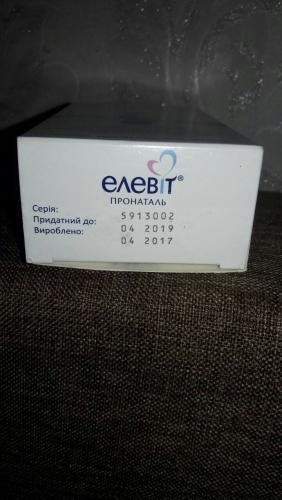 елевіт®
ПРОНАТАЛЬ
Серія: 5913002
Придатний до: 04 2019
Вироблено: 04 2017